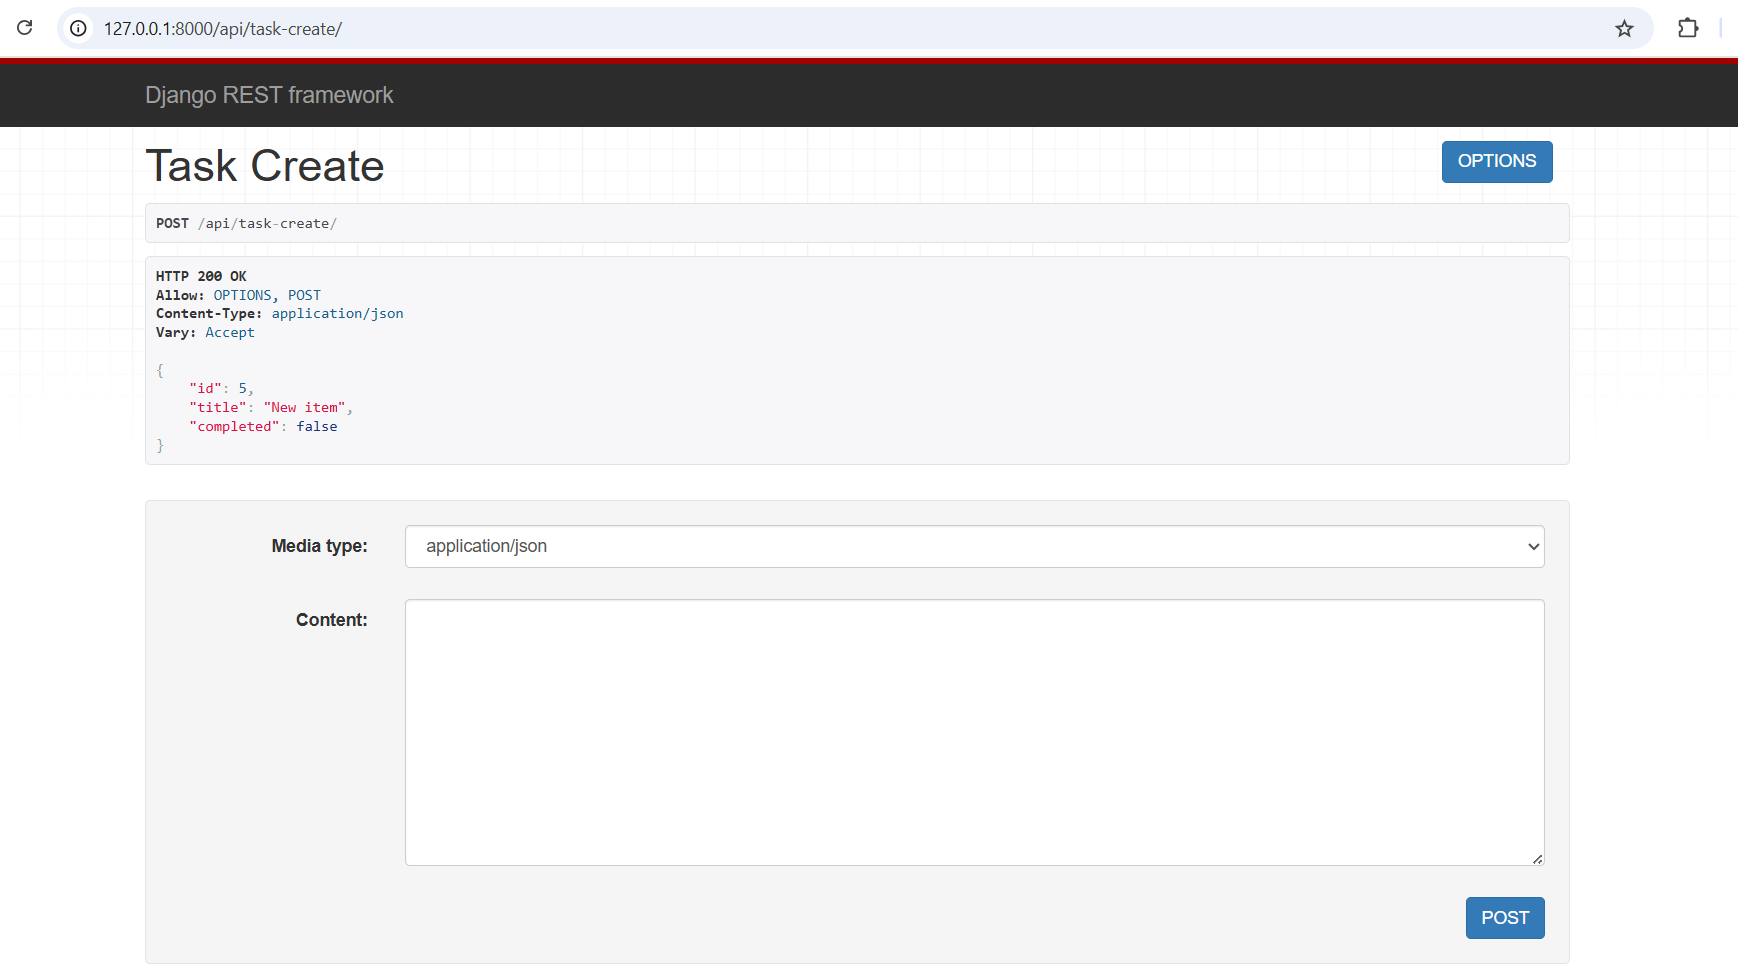 127.0.0.1:8000/api/task-create/
Django REST framework
Task Create
OPTIONS
POST /api/task-create/
HTTP 200 OK
Allow: OPTIONS, POST
Content-Type: application/json
Vary: Accept
{
    "id": 5,
    "title": "New item",
    "completed": false
}
Media type: application/json
Content:
POST